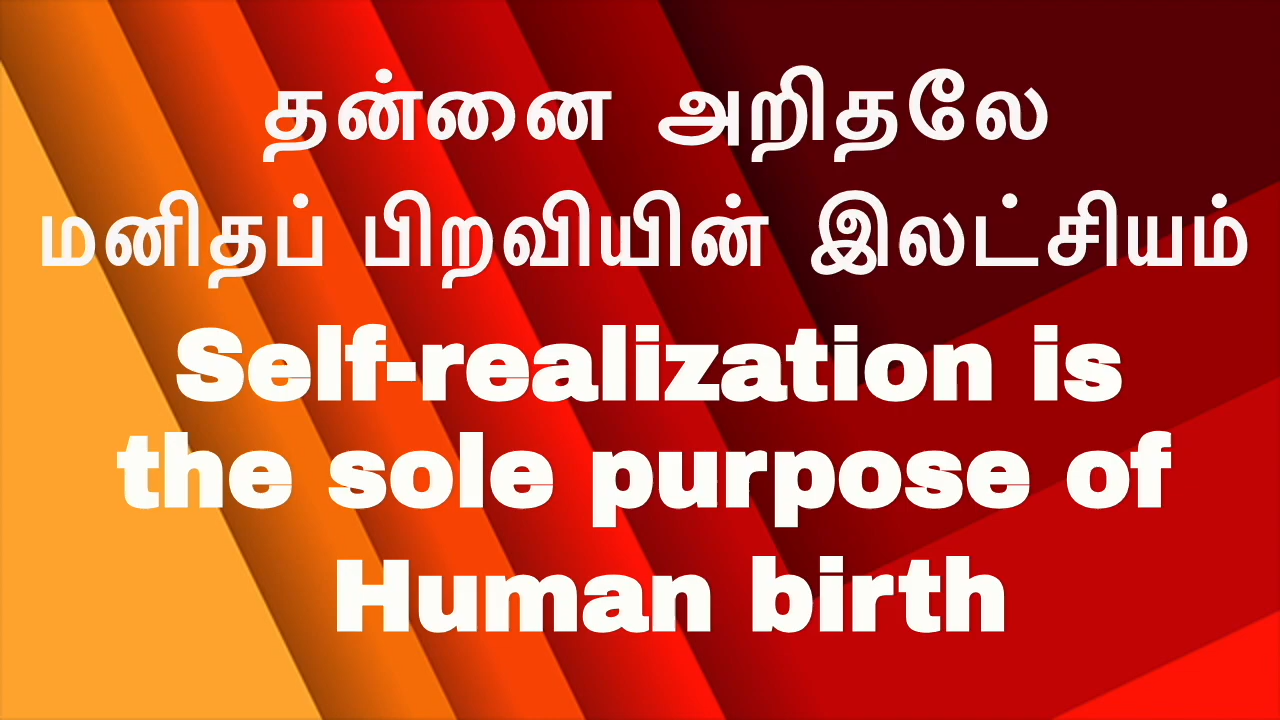 தன்னை அறிதலே
மனிதப் பிறவியின் இலட்சியம்
Self-realization is
the sole purpose of
Human birth